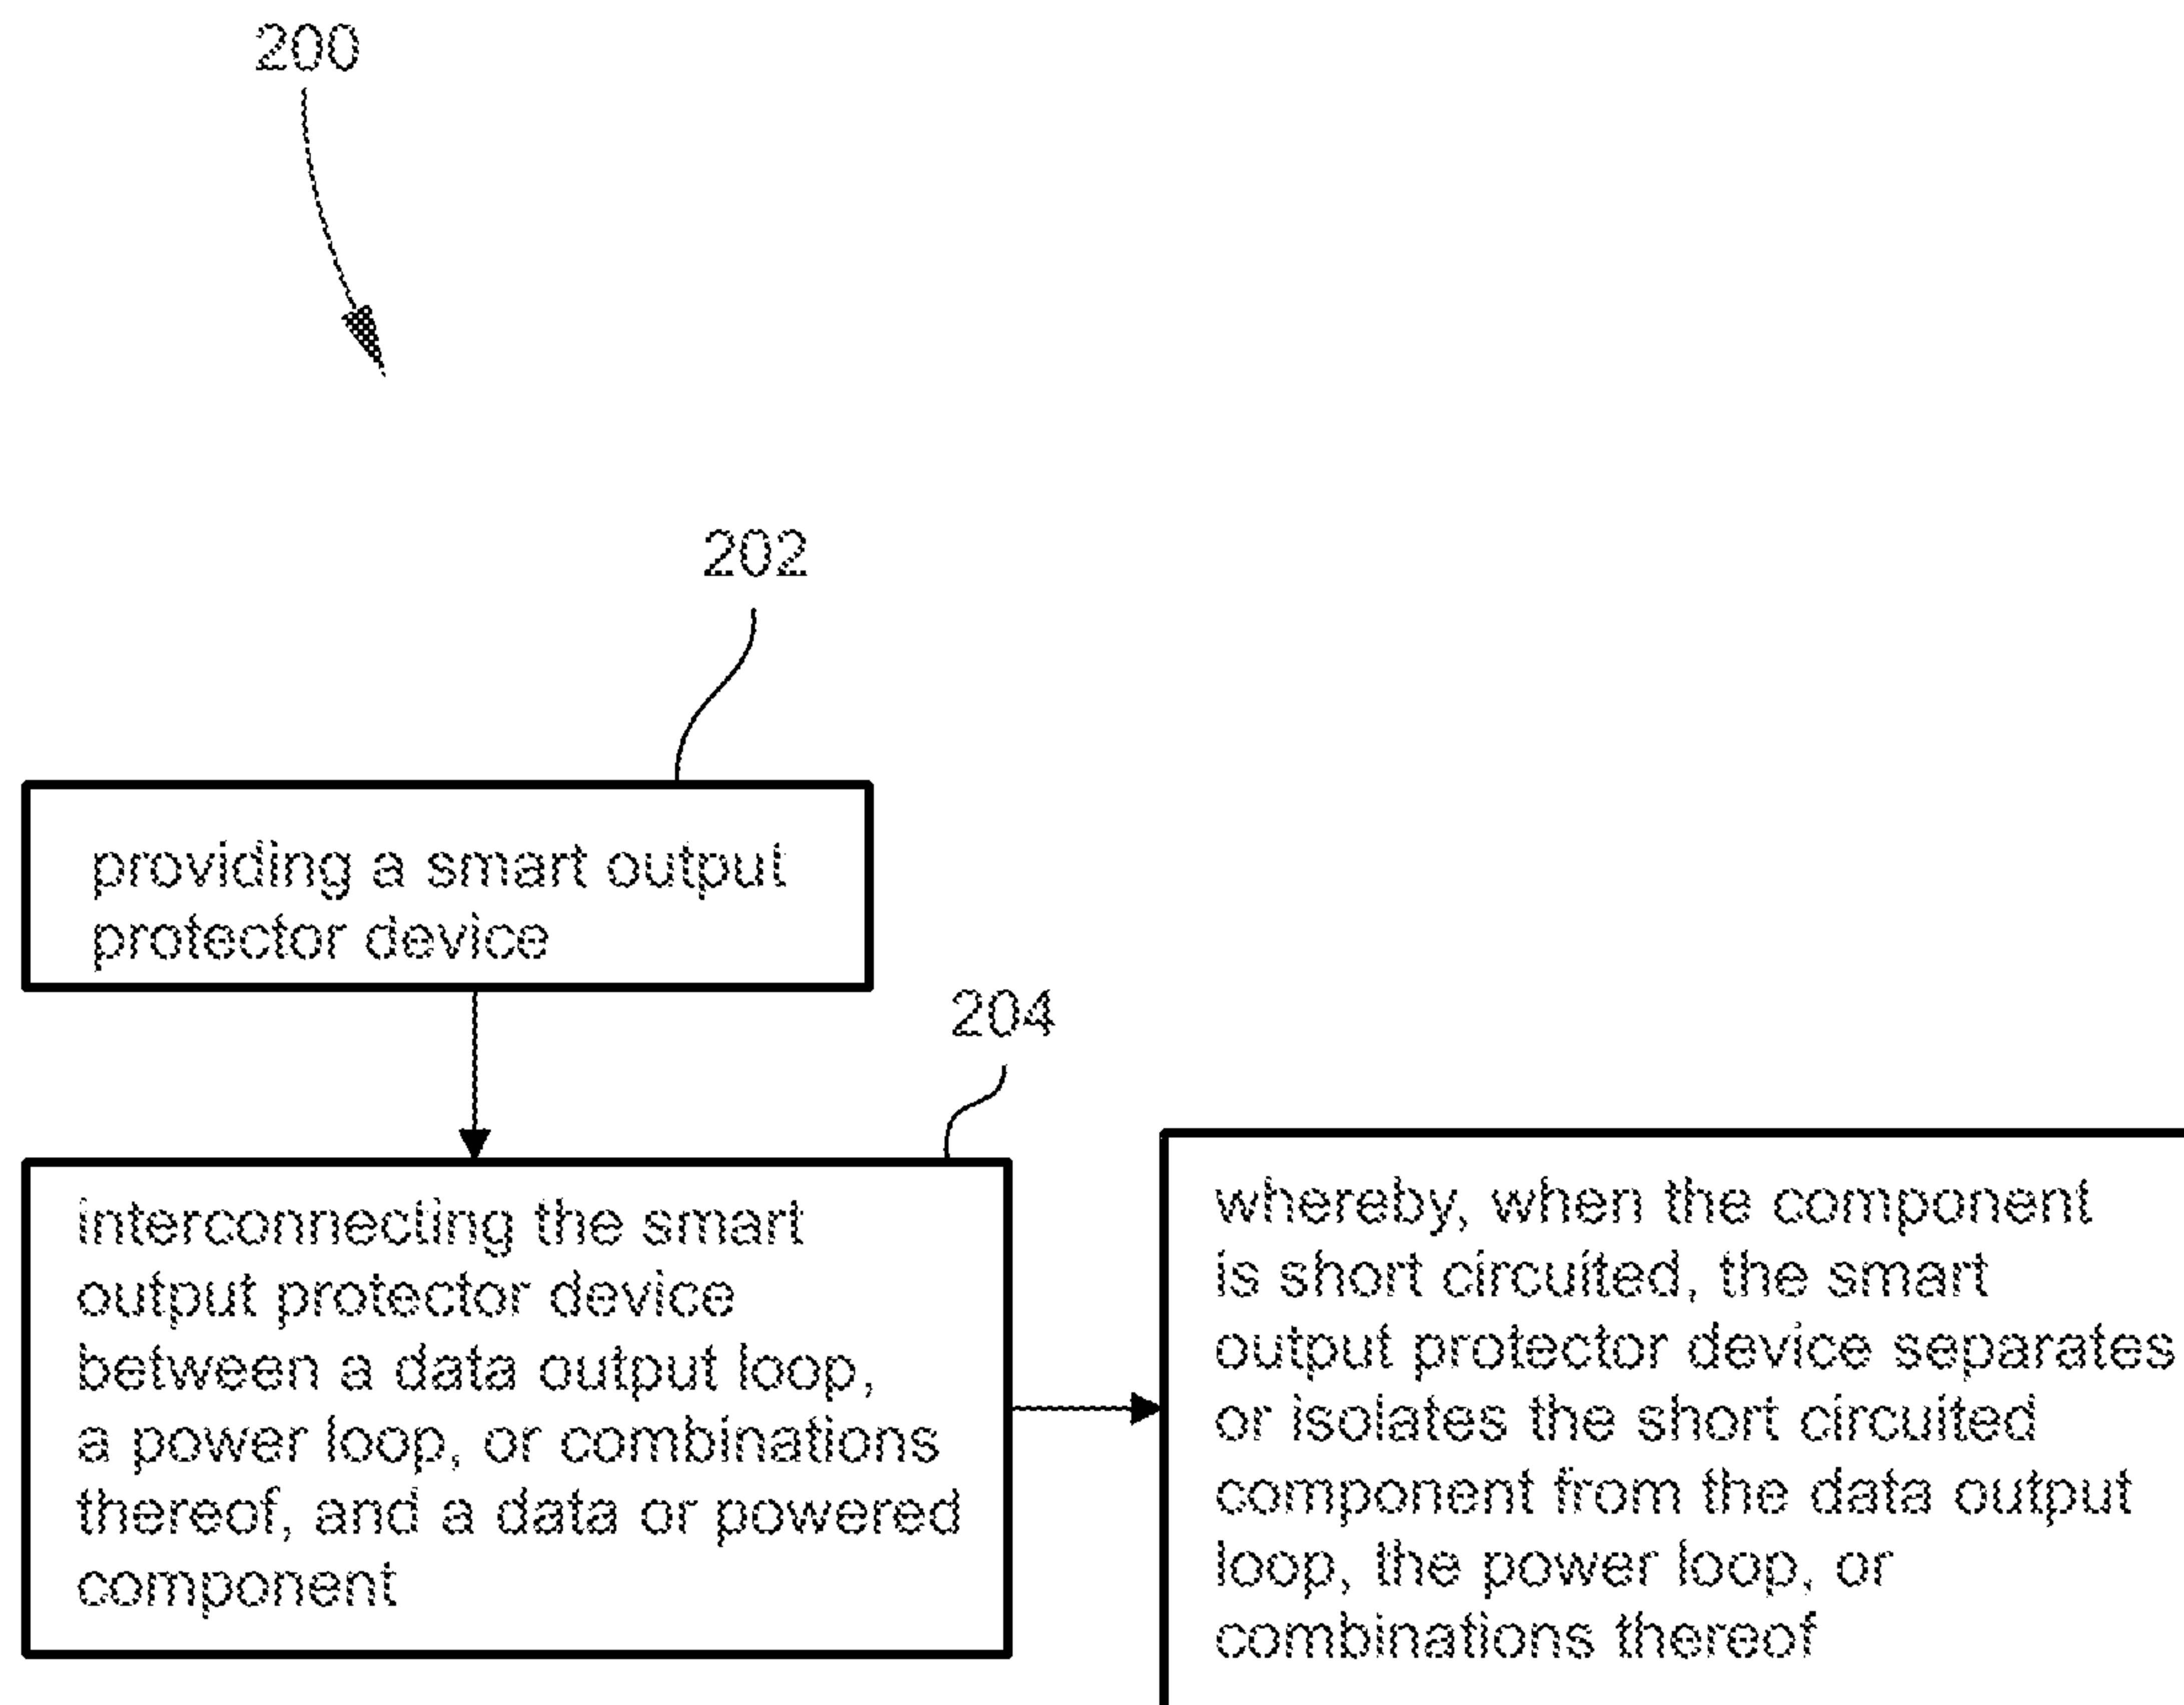 200
202
providing a smart output
protector device
204
interconnecting the smart
output protector device
between a data output loop,
a power loop, or combinations
thereof, and a data or powered
component
whereby, when the component
is short circuited, the smart
output protector device separates
or isolates the short circuited
component from the data output
loop, the power loop, or
combinations thereof